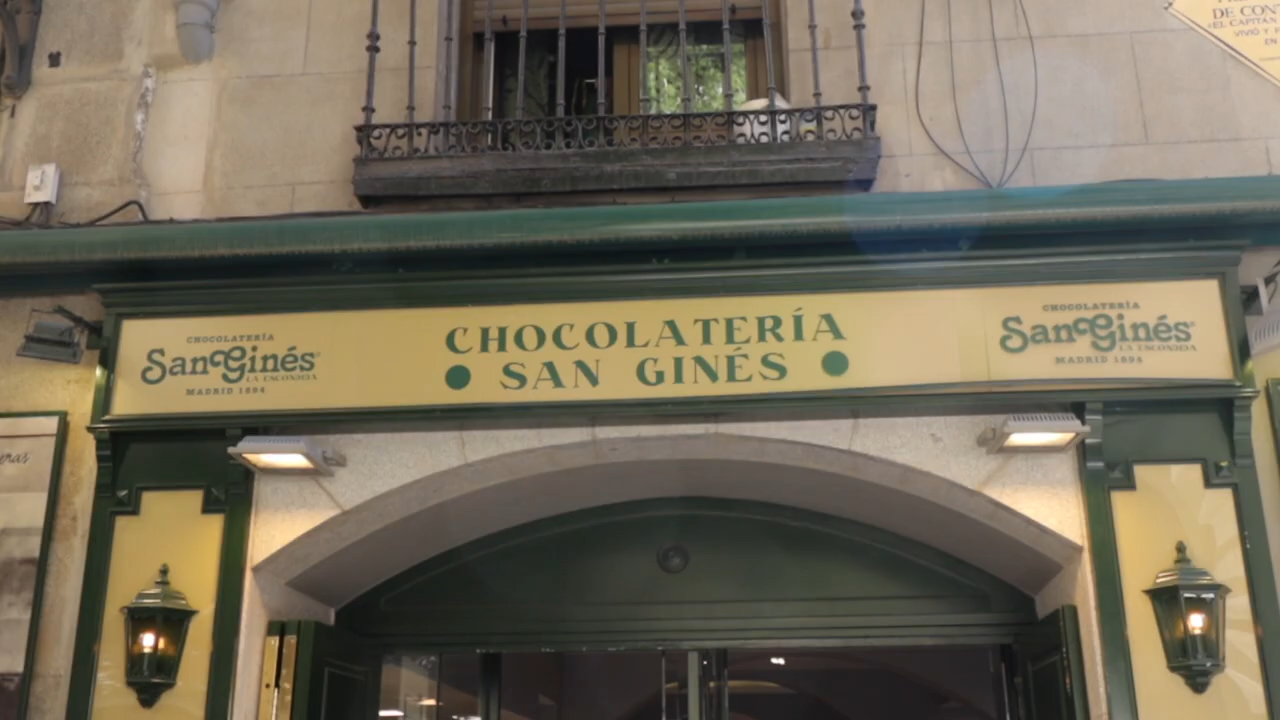 DE CON
EL CAPITÁN
VIVIÓ Y
EN
CHOCOLATERÍA
SanGinés
LA ESCONDIDA
MADRID 1894
CHOCOLATERÍA
SAN GINÉS
CHOCOLATERÍA
SanGinés
LA ESCONDIDA
MADRID 1894